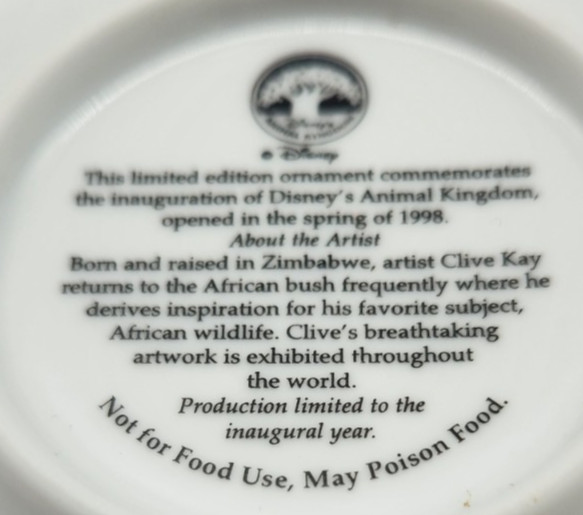 © Disney
This limited edition ornament commemorates
the inauguration of Disney's Animal Kingdom,
opened in the spring of 1998.
About the Artist
Born and raised in Zimbabwe, artist Clive Kay
returns to the African bush frequently where he
derives inspiration for his favorite subject,
African wildlife. Clive's breathtaking
artwork is exhibited throughout
the world.
Production limited to the
inaugural year.
Not for Food Use, May Poison Food.